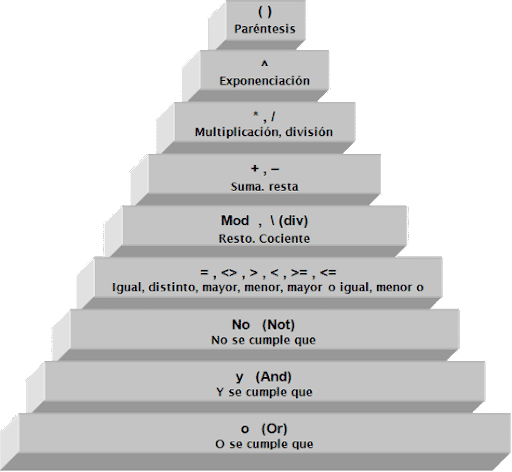 ( )
Paréntesis
^
Exponenciación
* , /
Multiplicación, división
+ , –
Suma. resta
Mod , \ (div)
Resto. Cociente
= , <> , > , < , >= , <=
Igual, distinto, mayor, menor, mayor o igual, menor o
No (Not)
No se cumple que
y (And)
Y se cumple que
o (Or)
O se cumple que